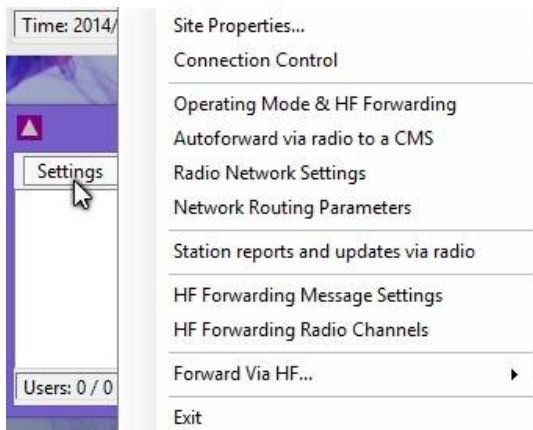 Time: 2014/
Settings
Users: 0 / 0
Site Properties...
Connection Control
Operating Mode & HF Forwarding
Autoforward via radio to a CMS
Radio Network Settings
Network Routing Parameters
Station reports and updates via radio
HF Forwarding Message Settings
HF Forwarding Radio Channels
Forward Via HF...
Exit